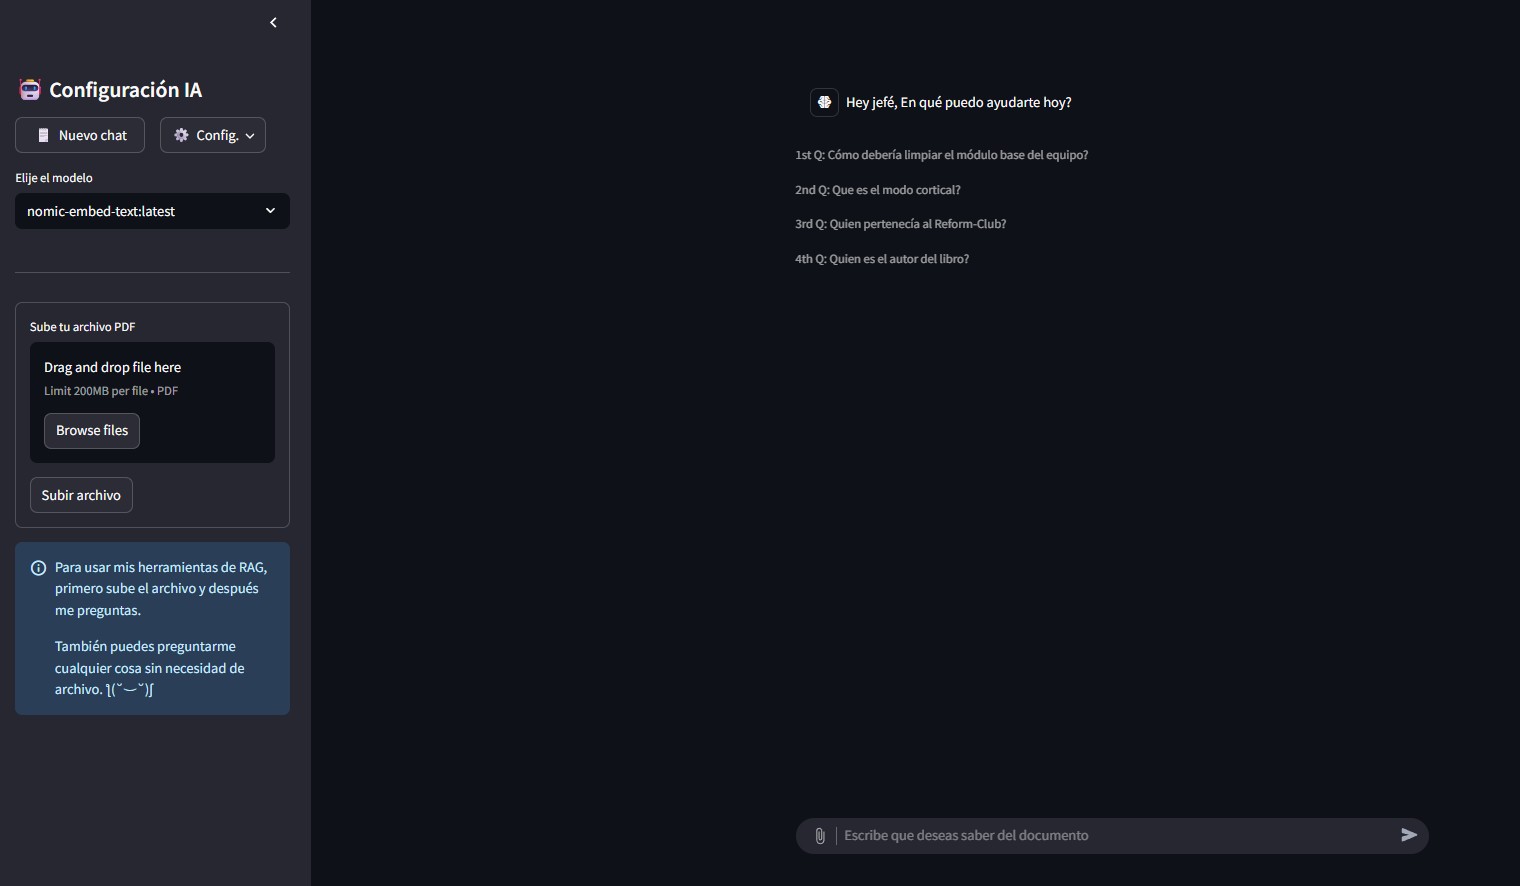 Configuración IA
Nuevo chat
Config.
Elije el modelo
nomic-embed-text:latest
Sube tu archivo PDF
Drag and drop file here
Limit 200MB per file • PDF
Browse files
Subir archivo
Para usar mis herramientas de RAG,
primero sube el archivo y después
me preguntas.
También puedes preguntarme
cualquier cosa sin necesidad de
archivo. ƪ(˘⌣˘)ʃ
Hey jefé, En qué puedo ayudarte hoy?
1st Q: Cómo debería limpiar el módulo base del equipo?
2nd Q: Que es el modo cortical?
3rd Q: Quien pertenecía al Reform-Club?
4th Q: Quien es el autor del libro?
Escribe que deseas saber del documento